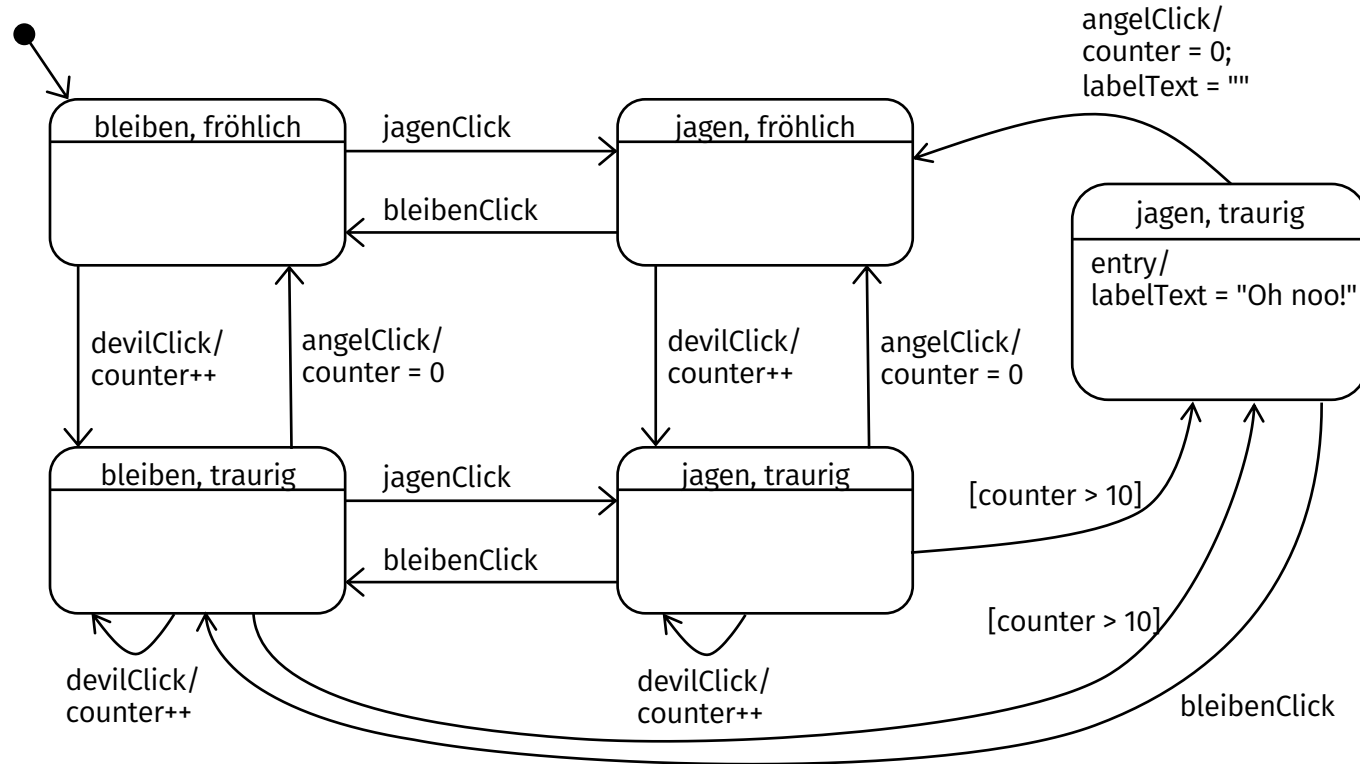 angelClick/
counter = 0;
labelText = ""
bleiben, fröhlich
jagenClick
jagen, fröhlich
bleibenClick
jagen, traurig
entry/
labelText = "Oh noo!"
devilClick/
counter++
angelClick/
counter = 0
devilClick/
counter++
angelClick/
counter = 0
bleiben, traurig
jagenClick
jagen, traurig
bleibenClick
[counter > 10]
[counter > 10]
devilClick/
counter++
devilClick/
counter++
bleibenClick